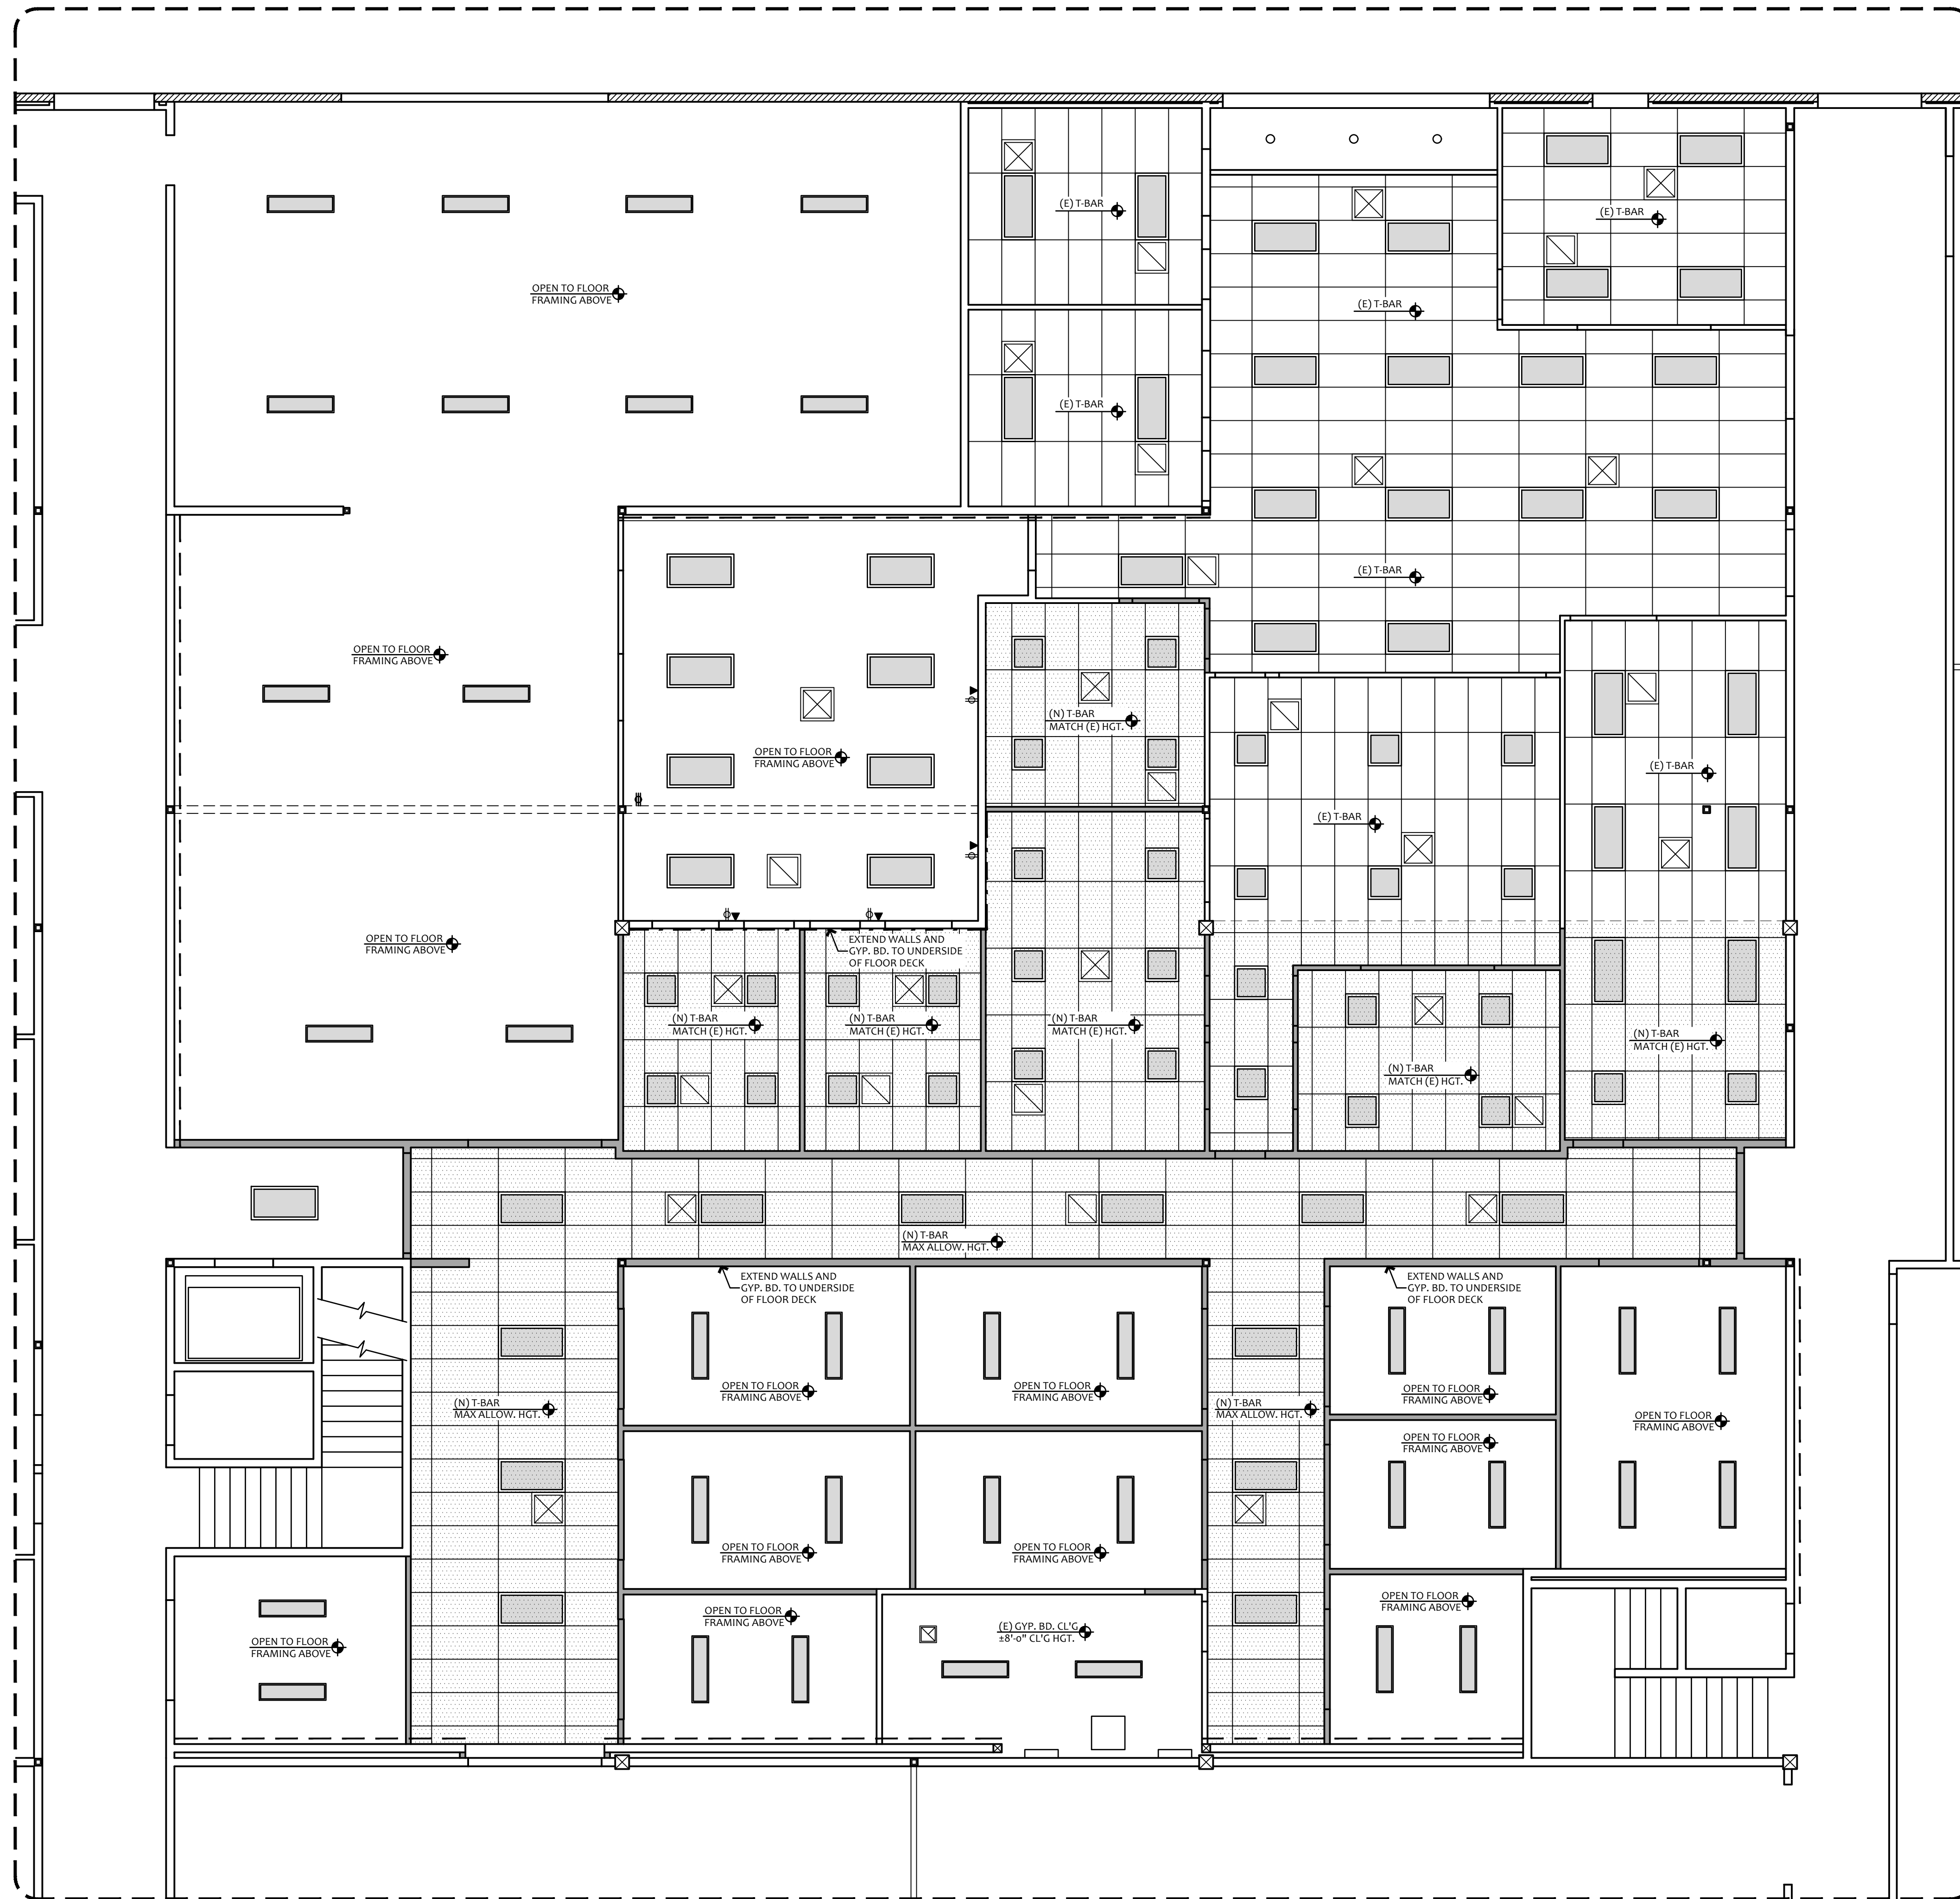 (E) T-BAR
(E) T-BAR
OPEN TO FLOOR
FRAMING ABOVE
(E) T-BAR
(E) T-BAR
(E) T-BAR
OPEN TO FLOOR
FRAMING ABOVE
(N) T-BAR
MATCH (E) HGT.
OPEN TO FLOOR
FRAMING ABOVE
(E) T-BAR
(E) T-BAR
OPEN TO FLOOR
FRAMING ABOVE
EXTEND WALLS AND
GYP. BD. TO UNDERSIDE
OF FLOOR DECK
(N) T-BAR
MATCH (E) HGT.
(N) T-BAR
MATCH (E) HGT.
(N) T-BAR
MATCH (E) HGT.
(N) T-BAR
MATCH (E) HGT.
(N) T-BAR
MATCH (E) HGT.
(N) T-BAR
MAX ALLOW. HGT.
EXTEND WALLS AND
GYP. BD. TO UNDERSIDE
OF FLOOR DECK
EXTEND WALLS AND
GYP. BD. TO UNDERSIDE
OF FLOOR DECK
OPEN TO FLOOR
FRAMING ABOVE
OPEN TO FLOOR
FRAMING ABOVE
OPEN TO FLOOR
FRAMING ABOVE
(N) T-BAR
MAX ALLOW. HGT.
(N) T-BAR
MAX ALLOW. HGT.
OPEN TO FLOOR
FRAMING ABOVE
OPEN TO FLOOR
FRAMING ABOVE
OPEN TO FLOOR
FRAMING ABOVE
OPEN TO FLOOR
FRAMING ABOVE
OPEN TO FLOOR
FRAMING ABOVE
OPEN TO FLOOR
FRAMING ABOVE
(E) GYP. BD. CL'G
±8'-0" CL'G HGT.
OPEN TO FLOOR
FRAMING ABOVE